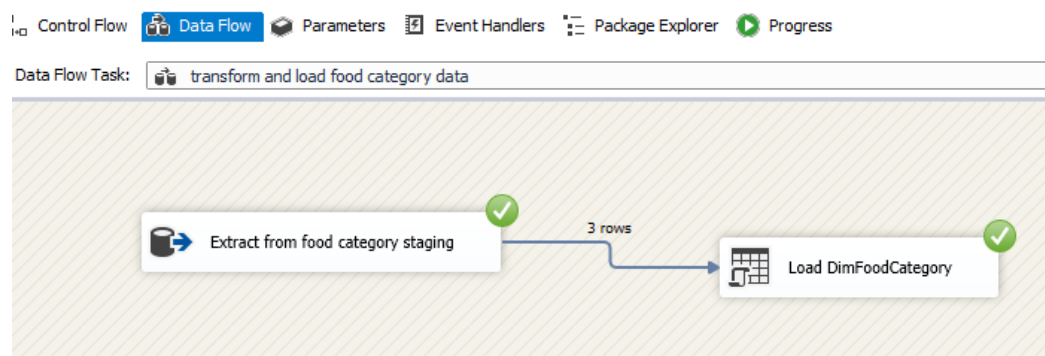 Control Flow Data Flow Parameters Event Handlers Package Explorer Progress
Data Flow Task: transform and load food category data
3 rows
Extract from food category staging
Load DimFoodCategory